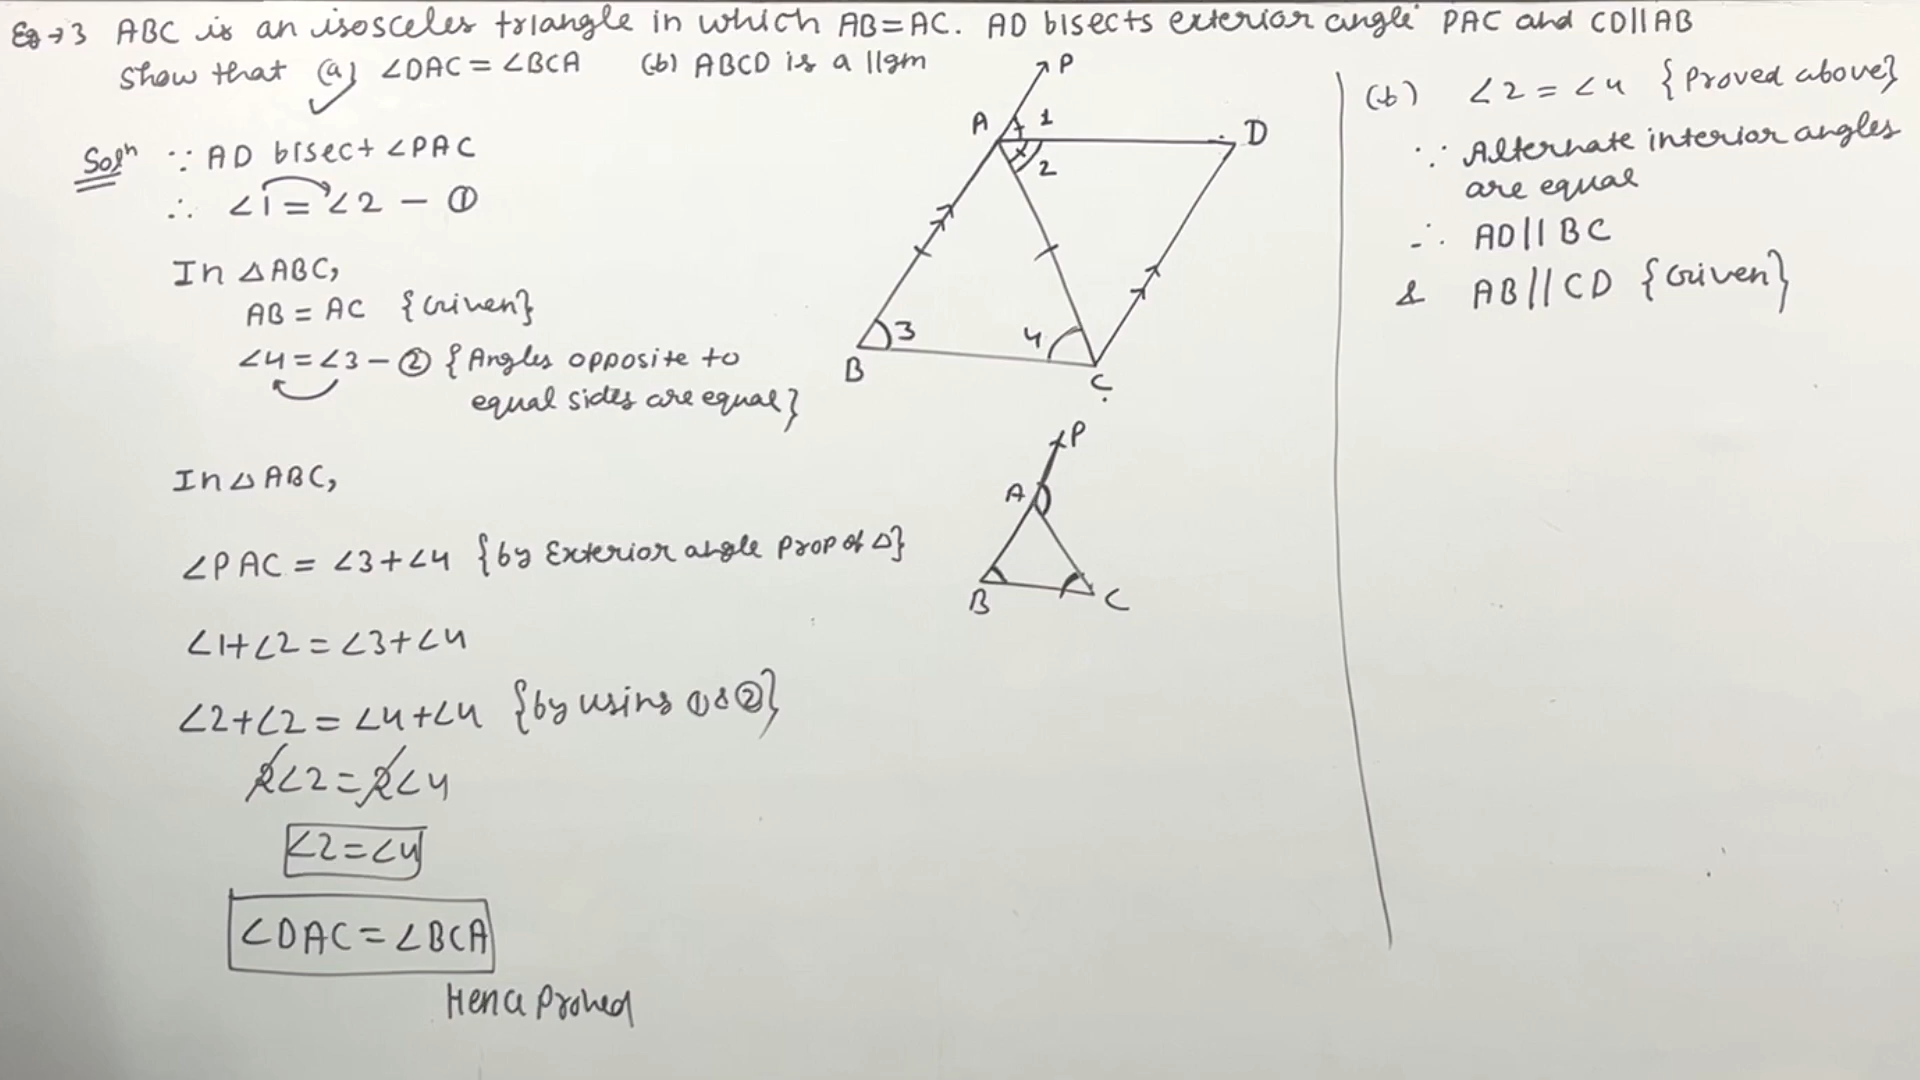 Eg → 3 ABC is an isosceles triangle in which AB = AC. AD bisects exterior angle PAC and CD || AB
show that (a) ∠DAC = ∠BCA (b) ABCD is a ||gm
Solⁿ ∵ AD bisect ∠PAC
∴ ∠1 = ∠2 — ①
In △ABC,
AB = AC {Given}
∠4 = ∠3 — ② {Angles opposite to
equal sides are equal}
In △ABC,
∠PAC = ∠3 + ∠4 {by Exterior angle Prop of △}
∠1 + ∠2 = ∠3 + ∠4
∠2 + ∠2 = ∠4 + ∠4 {by using ① & ②}
2∠2 = 2∠4
∠2 = ∠4
∠DAC = ∠BCA
Hence Proved
P
A 1
D
2
3
4
B
C
P
A
B
C
(b) ∠2 = ∠4 {Proved above}
∵ Alternate interior angles
are equal
∴ AD || BC
& AB || CD {Given}